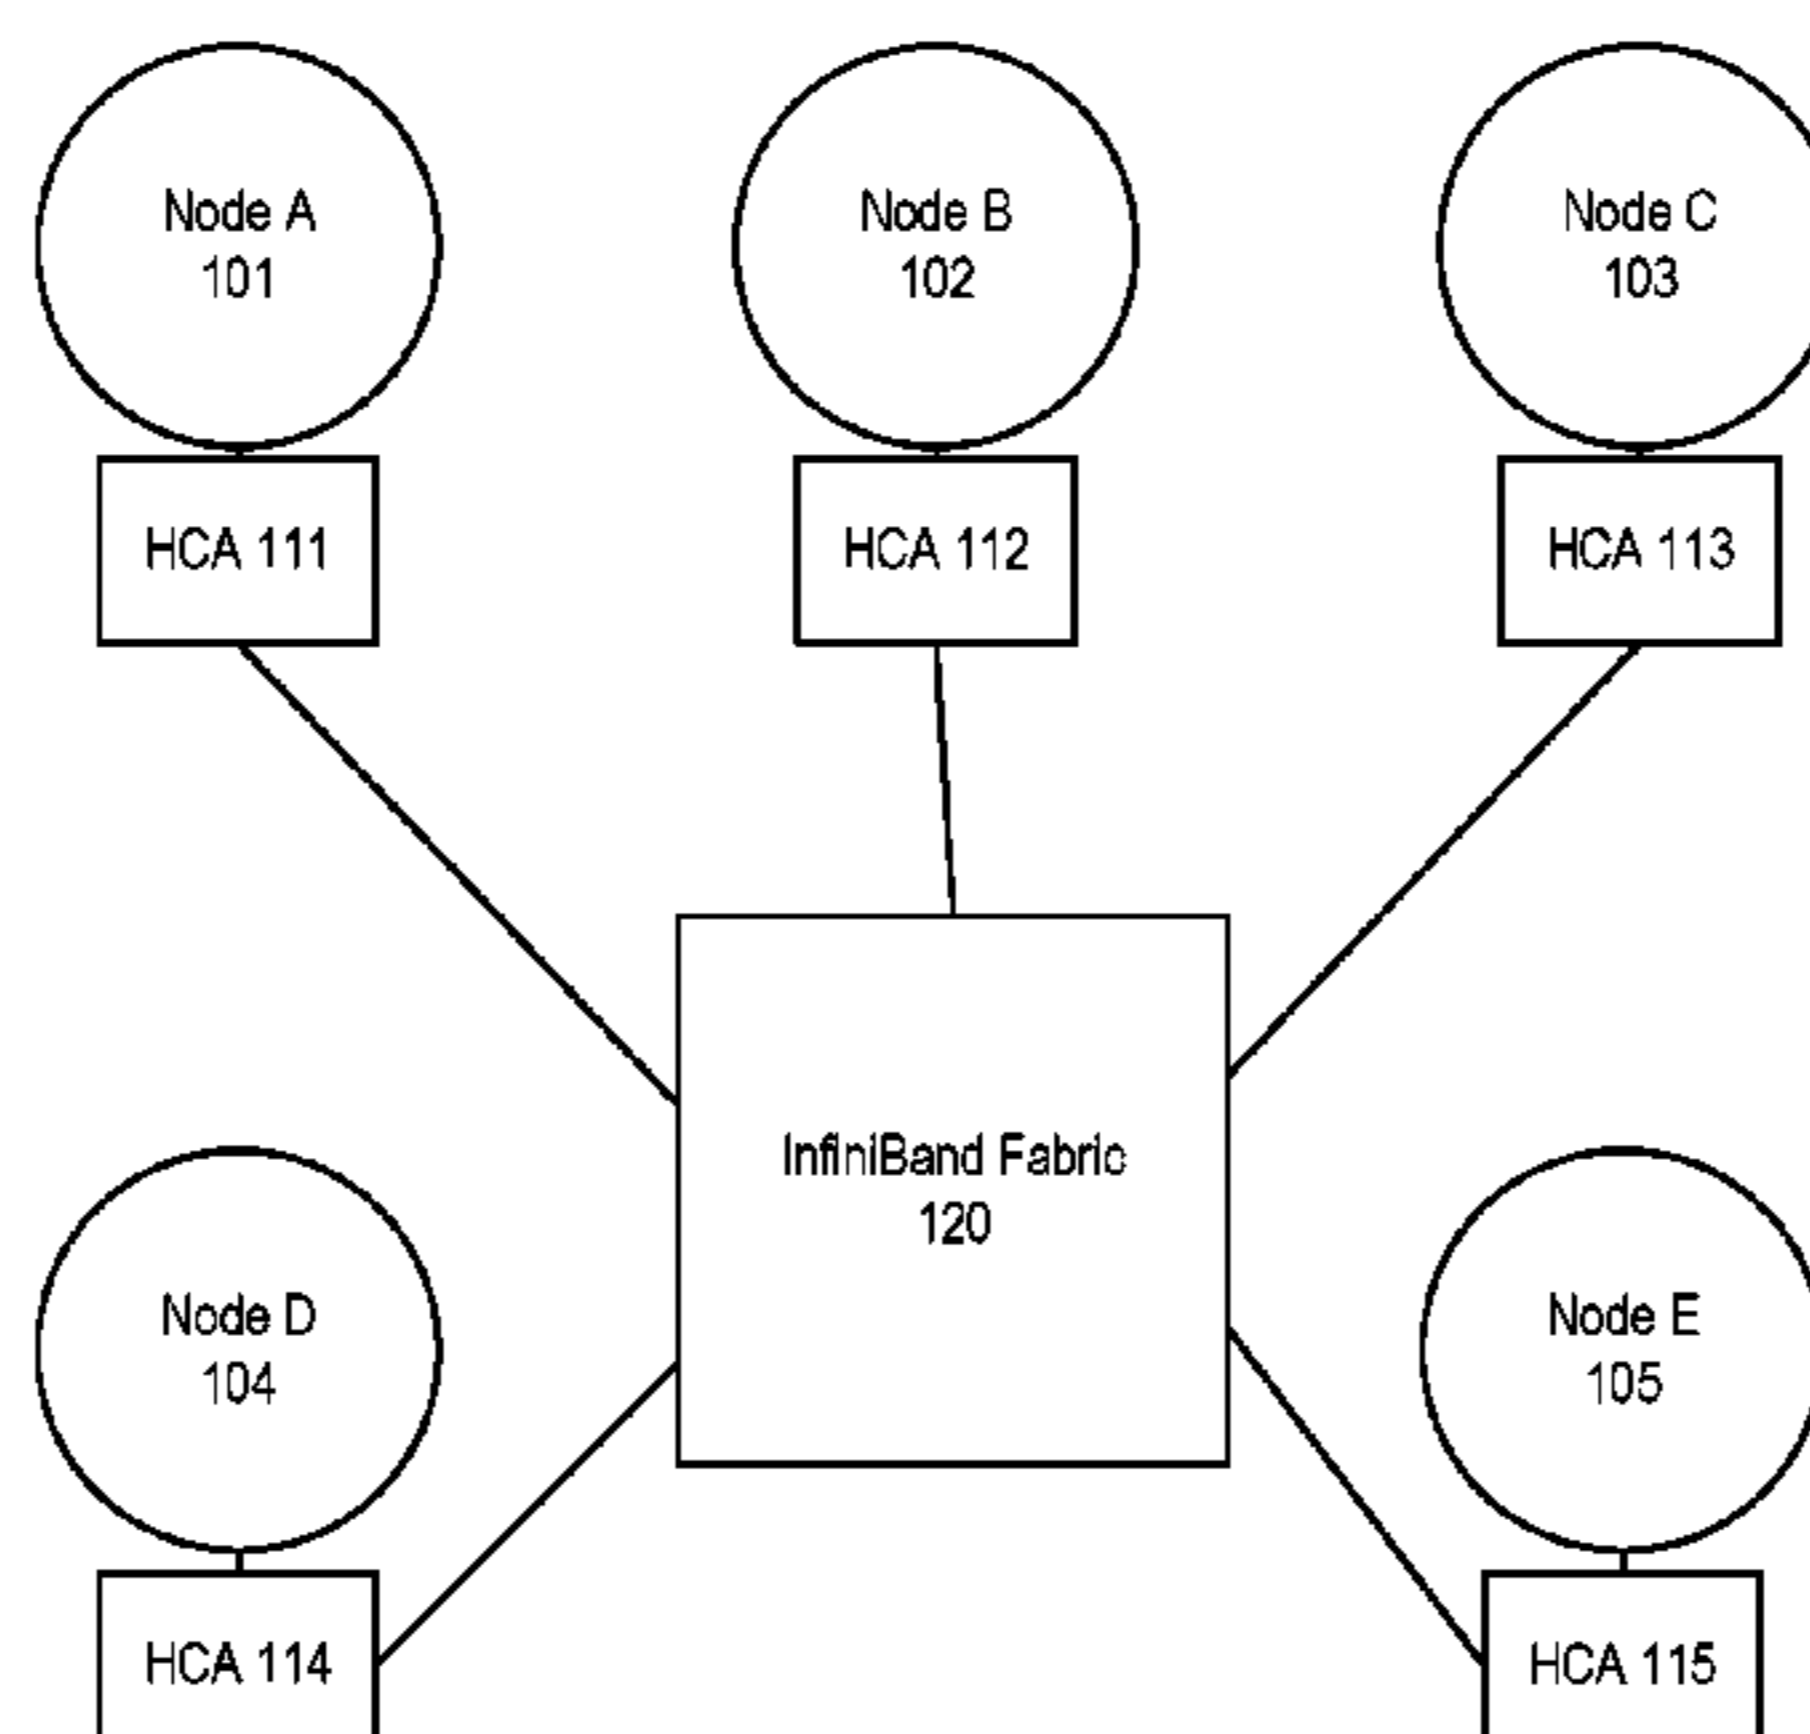 Node A
101
Node B
102
Node C
103
HCA 111
HCA 112
HCA 113
InfiniBand Fabric
120
Node D
104
Node E
105
HCA 114
HCA 115